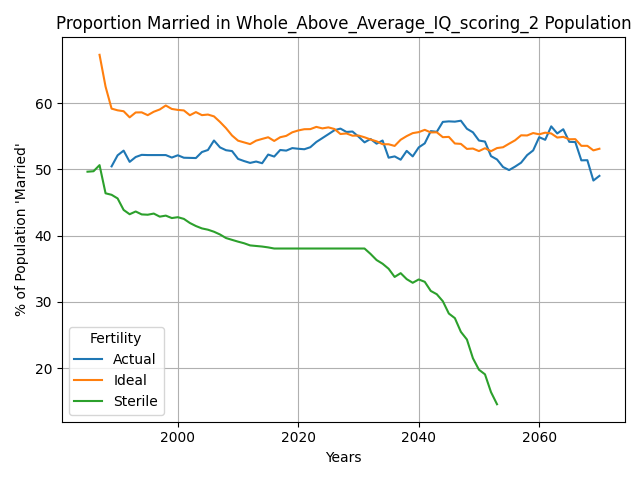 Proportion Married in Whole_Above_Average_IQ_scoring_2 Population
% of Population 'Married'
60
50
40
30
20
Fertility
Actual
Ideal
Sterile
2000
2020
2040
2060
Years